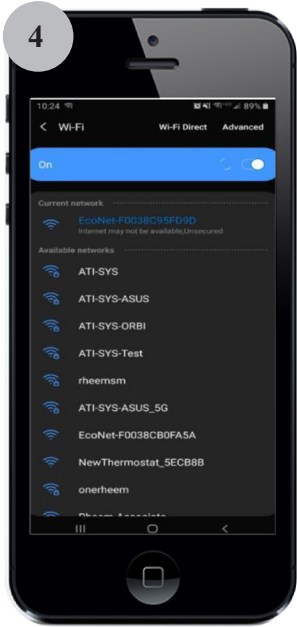 4
10:24 89%
Wi-Fi Wi-Fi Direct Advanced
On
Current network
EcoNet-F0038C95FD9D
Internet may not be available,Unsecured
Available networks
ATI-SYS
ATI-SYS-ASUS
ATI-SYS-ORBI
ATI-SYS-Test
rheemsm
ATI-SYS-ASUS_5G
EcoNet-F0038CB0FA5A
NewThermostat_5ECB8B
onerheem
Rheem-Associate